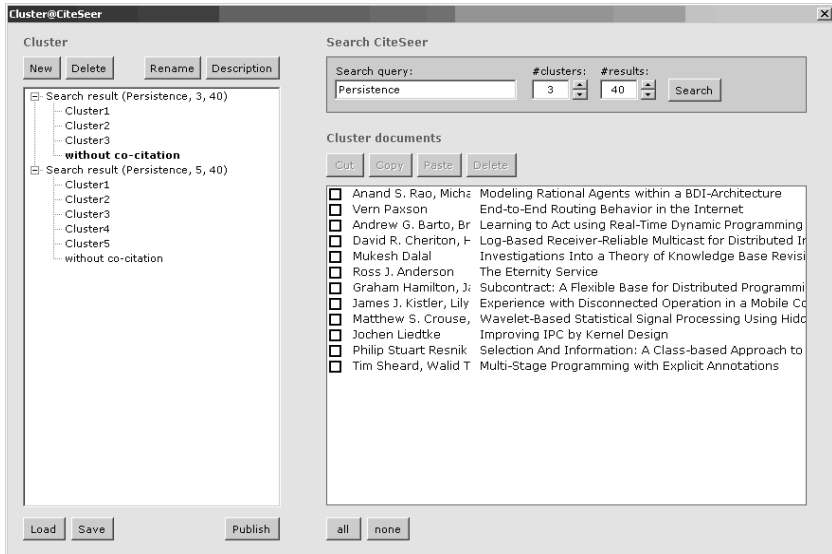 Cluster@CiteSeer
Cluster
New Delete Rename Description
Search result (Persistence, 3, 40)
Cluster1
Cluster2
Cluster3
without co-citation
Search result (Persistence, 5, 40)
Cluster1
Cluster2
Cluster3
Cluster4
Cluster5
without co-citation
Load Save Publish
Search CiteSeer
Search query: #clusters: #results:
Persistence 3 40 Search
Cluster documents
Cut Copy Paste Delete
Anand S. Rao, Micha Modeling Rational Agents within a BDI-Architecture
Vern Paxson End-to-End Routing Behavior in the Internet
Andrew G. Barto, Br Learning to Act using Real-Time Dynamic Programming
David R. Cheriton, H Log-Based Receiver-Reliable Multicast for Distributed Ir
Mukesh Dalal Investigations Into a Theory of Knowledge Base Revisi
Ross J. Anderson The Eternity Service
Graham Hamilton, Ja Subcontract: A Flexible Base for Distributed Programmi
James J. Kistler, Lily Experience with Disconnected Operation in a Mobile Co
Matthew S. Crouse, Wavelet-Based Statistical Signal Processing Using Hidd
Jochen Liedtke Improving IPC by Kernel Design
Philip Stuart Resnik Selection And Information: A Class-based Approach to
Tim Sheard, Walid T Multi-Stage Programming with Explicit Annotations
all none